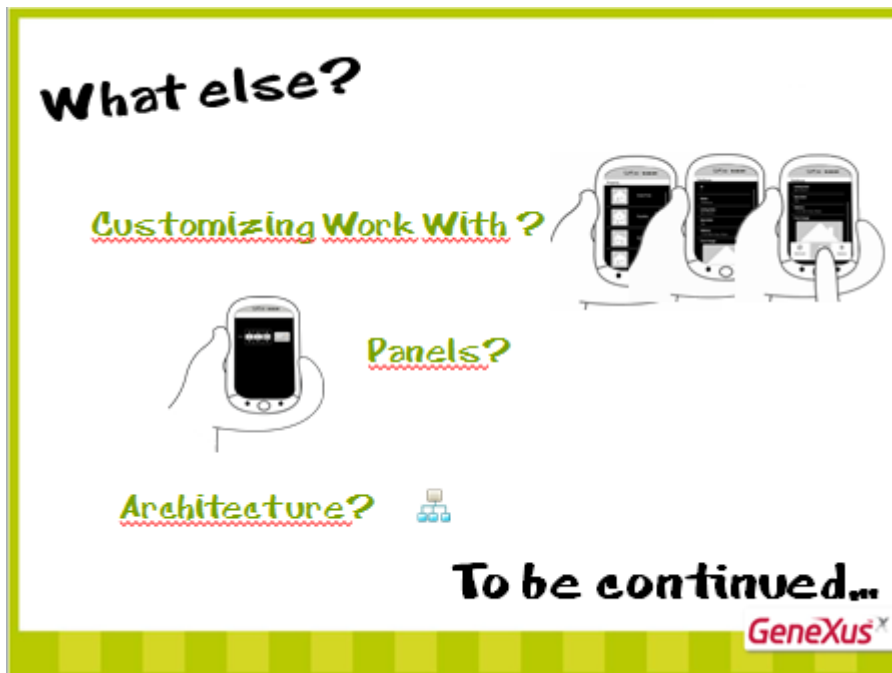 What else?
Customizing Work With ?
Panels?
Architecture?
To be continued...
GeneXus X